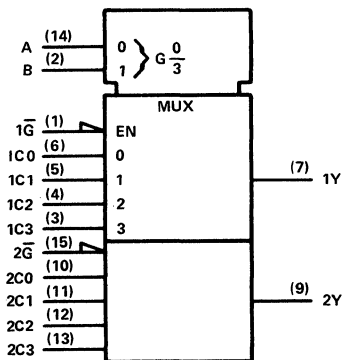 A (14) 0 } G 0/3
B (2) 1
MUX
1G̅ (1) EN
1C0 (6) 0
1C1 (5) 1 (7) 1Y
1C2 (4) 2
1C3 (3) 3
2G̅ (15)
2C0 (10)
2C1 (11) (9) 2Y
2C2 (12)
2C3 (13)